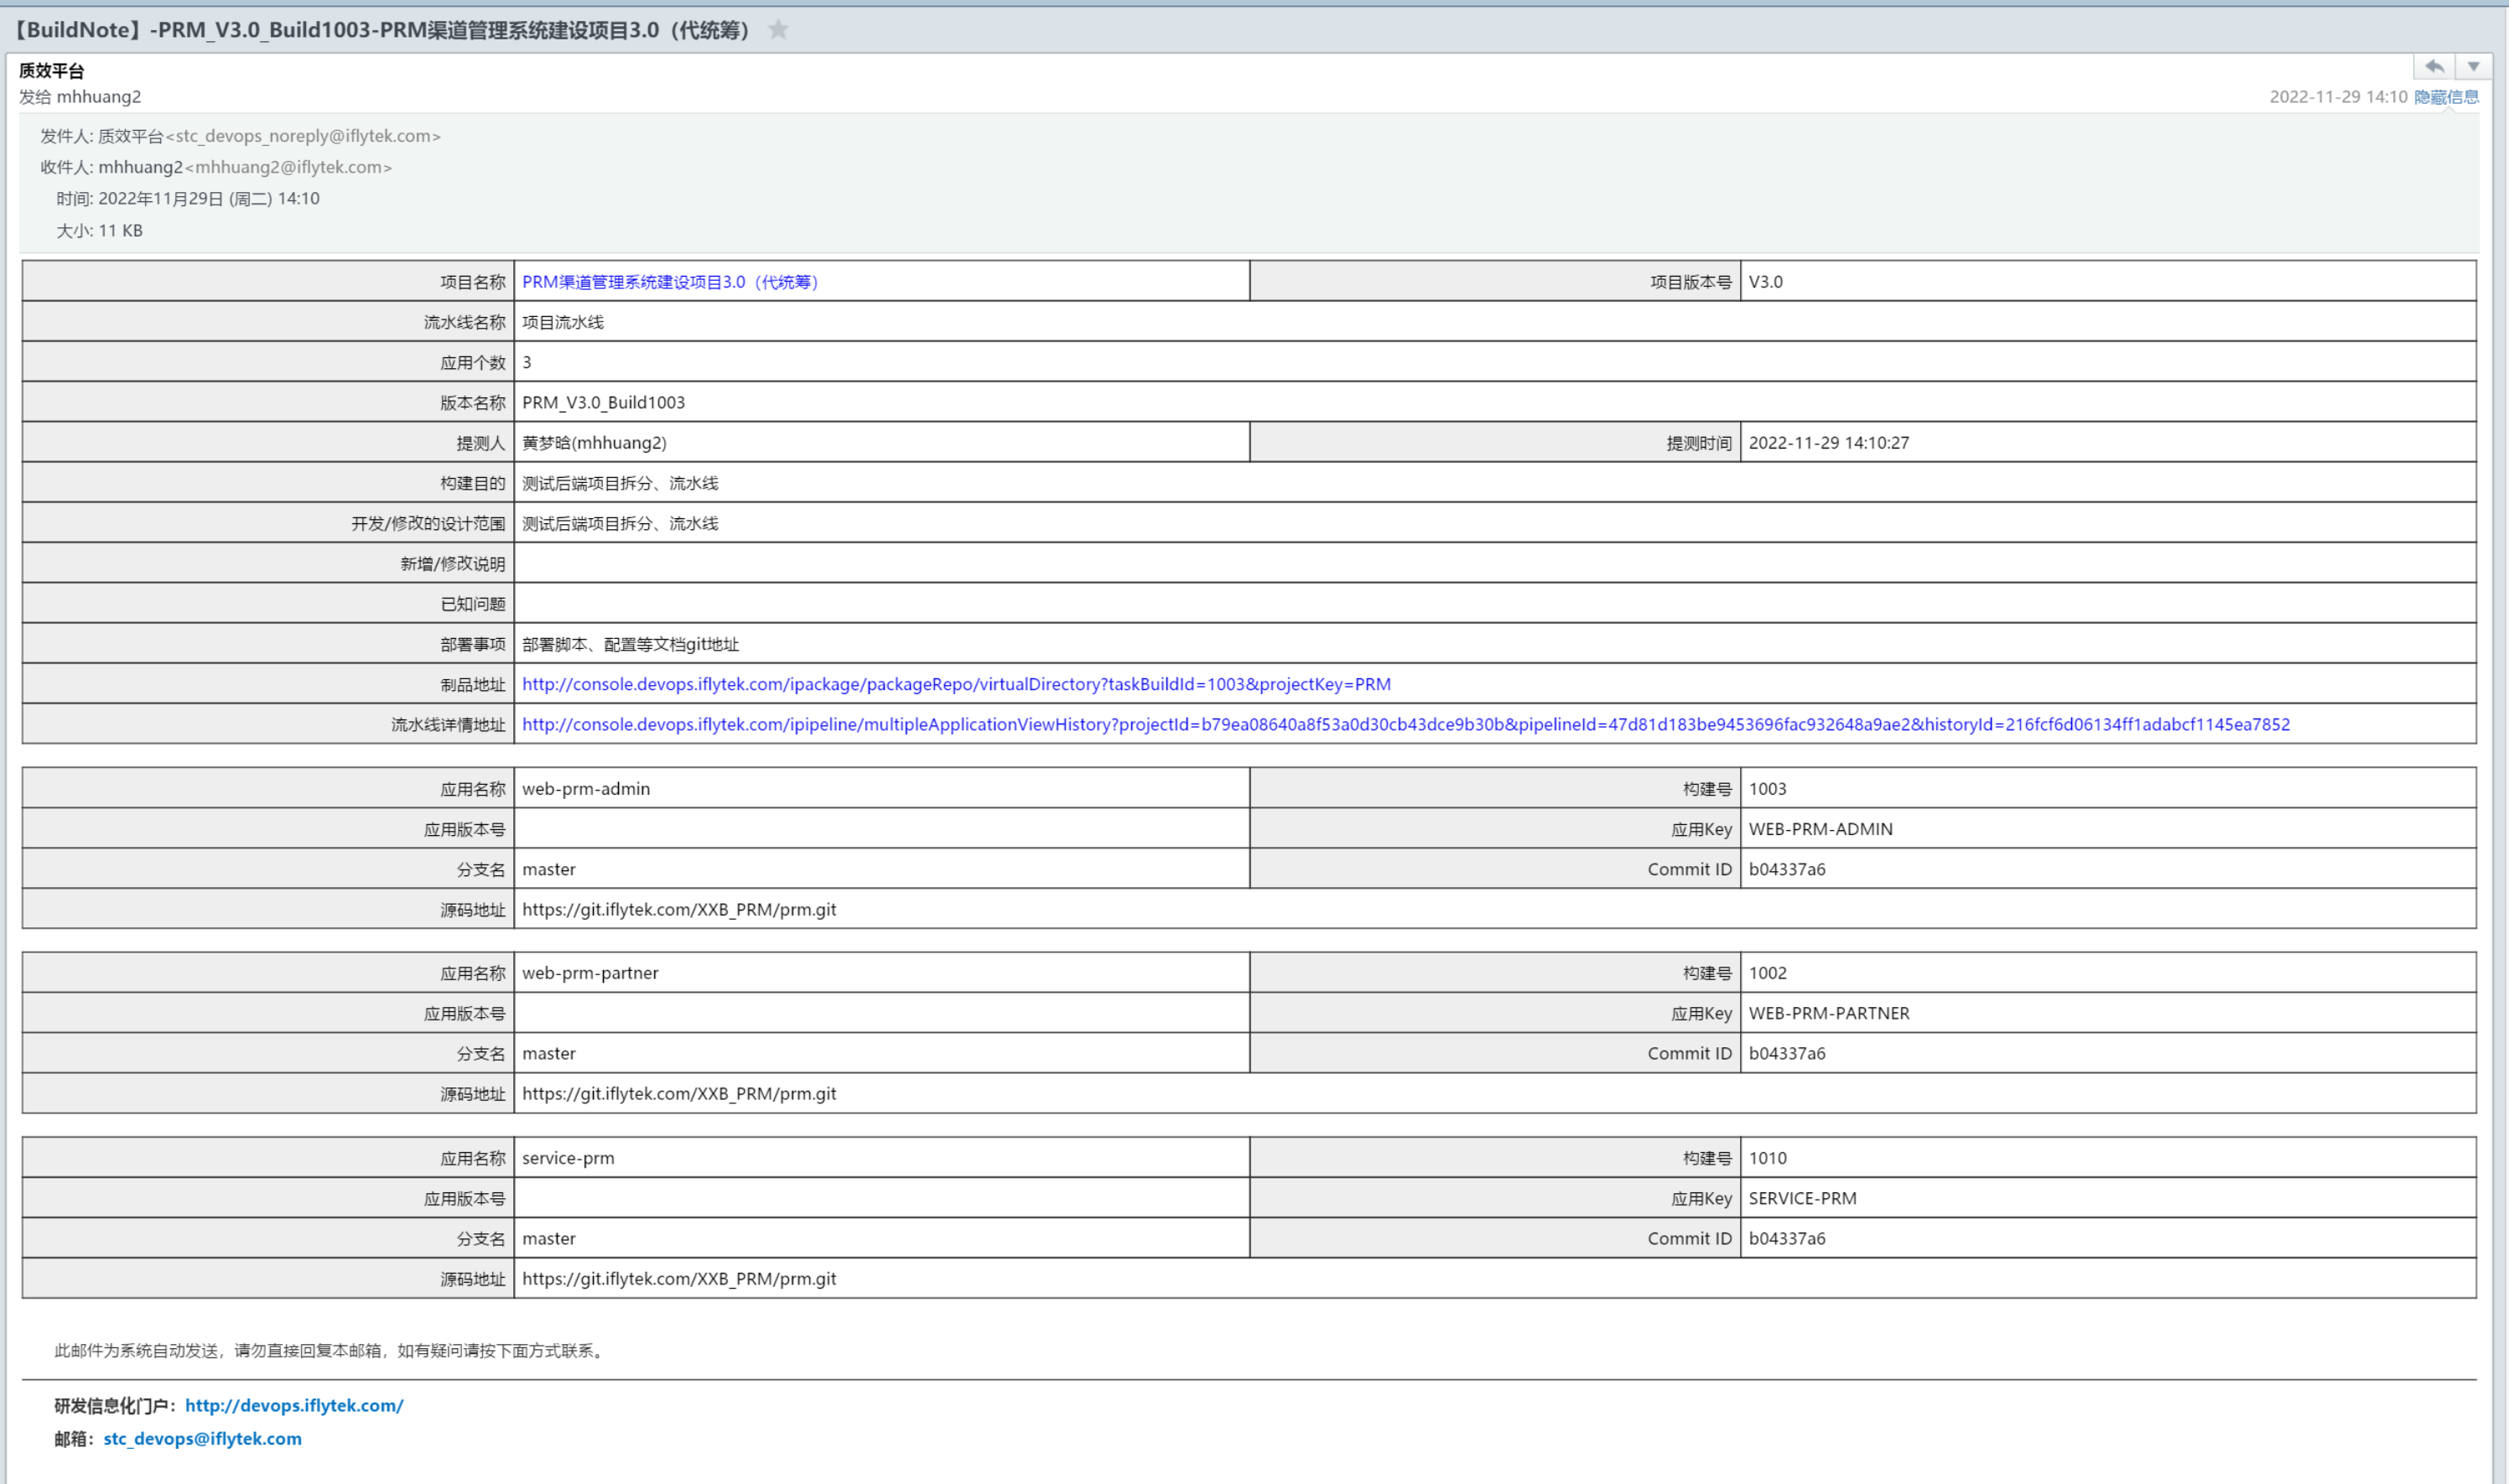 【BuildNote】-PRM_V3.0_Build1003-PRM渠道管理系统建设项目3.0（代统筹）
质效平台
发给 mhhuang2
2022-11-29 14:10 隐藏信息
发件人: 质效平台<stc_devops_noreply@iflytek.com>
收件人: mhhuang2<mhhuang2@iflytek.com>
时间: 2022年11月29日 (周二) 14:10
大小: 11 KB
项目名称 PRM渠道管理系统建设项目3.0（代统筹） 项目版本号 V3.0
流水线名称 项目流水线
应用个数 3
版本名称 PRM_V3.0_Build1003
提测人 黄梦晗(mhhuang2) 提测时间 2022-11-29 14:10:27
构建目的 测试后端项目拆分、流水线
开发/修改的设计范围 测试后端项目拆分、流水线
新增/修改说明
已知问题
部署事项 部署脚本、配置等文档git地址
制品地址 http://console.devops.iflytek.com/ipackage/packageRepo/virtualDirectory?taskBuildId=1003&projectKey=PRM
流水线详情地址 http://console.devops.iflytek.com/ipipeline/multipleApplicationViewHistory?projectId=b79ea08640a8f53a0d30cb43dce9b30b&pipelineId=47d81d183be9453696fac932648a9ae2&historyId=216fcf6d06134ff1adabcf1145ea7852
应用名称 web-prm-admin 构建号 1003
应用版本号 应用Key WEB-PRM-ADMIN
分支名 master Commit ID b04337a6
源码地址 https://git.iflytek.com/XXB_PRM/prm.git
应用名称 web-prm-partner 构建号 1002
应用版本号 应用Key WEB-PRM-PARTNER
分支名 master Commit ID b04337a6
源码地址 https://git.iflytek.com/XXB_PRM/prm.git
应用名称 service-prm 构建号 1010
应用版本号 应用Key SERVICE-PRM
分支名 master Commit ID b04337a6
源码地址 https://git.iflytek.com/XXB_PRM/prm.git
此邮件为系统自动发送，请勿直接回复本邮箱，如有疑问请按下面方式联系。
研发信息化门户：http://devops.iflytek.com/
邮箱：stc_devops@iflytek.com